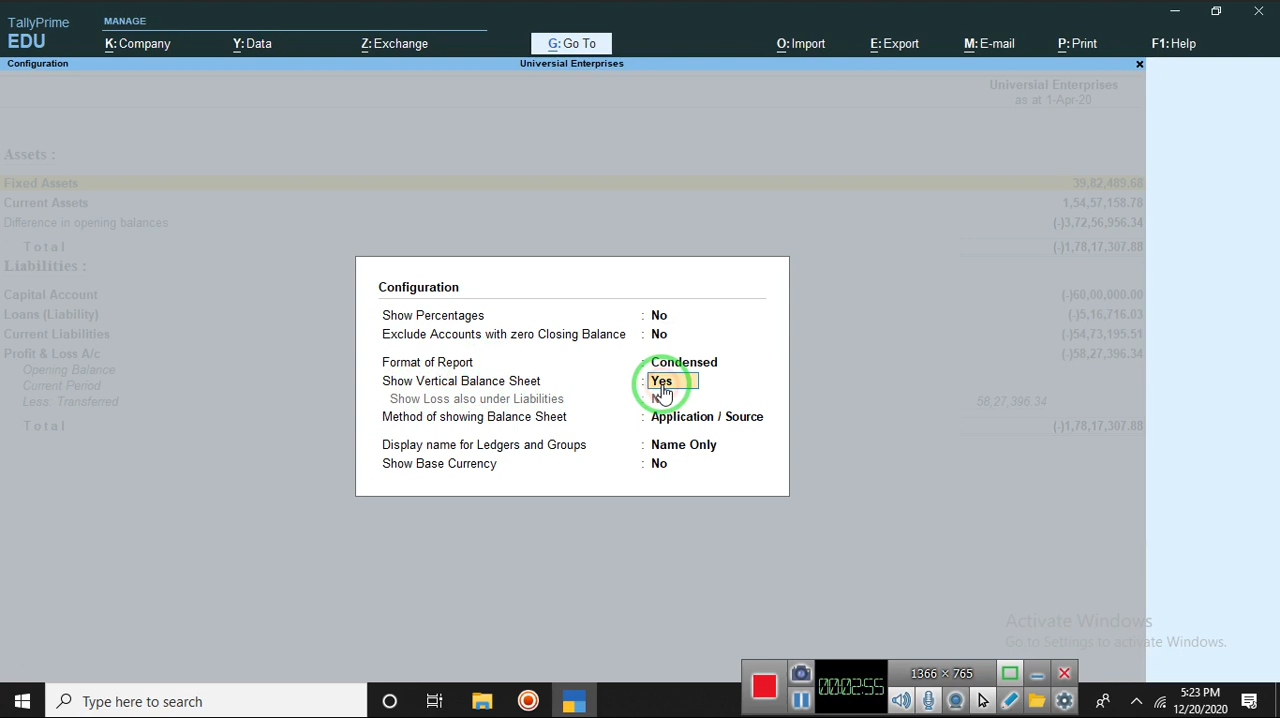 TallyPrime
EDU
MANAGE
K: Company
Y: Data
Z: Exchange
G: Go To
O: Import
E: Export
M: E-mail
P: Print
F1: Help
Configuration
Universial Enterprises
Universial Enterprises
as at 1-Apr-20
Assets :
Fixed Assets 39,82,489.68
Current Assets 1,54,57,158.78
Difference in opening balances (-)3,72,56,956.34
Total (-)1,78,17,307.88
Liabilities :
Capital Account (-)60,00,000.00
Loans (Liability) (-)5,16,716.03
Current Liabilities (-)54,73,195.51
Profit & Loss A/c (-)58,27,396.34
Opening Balance
Current Period
Less. Transferred 58,27,396.34
Total (-)1,78,17,307.88
Configuration
Show Percentages : No
Exclude Accounts with zero Closing Balance : No
Format of Report : Condensed
Show Vertical Balance Sheet : Yes
Show Loss also under Liabilities :
Method of showing Balance Sheet : Application / Source
Display name for Ledgers and Groups : Name Only
Show Base Currency : No
Activate Windows
Go to Settings to activate Windows.
Type here to search
000:02:55
1366 × 765
5:23 PM
12/20/2020